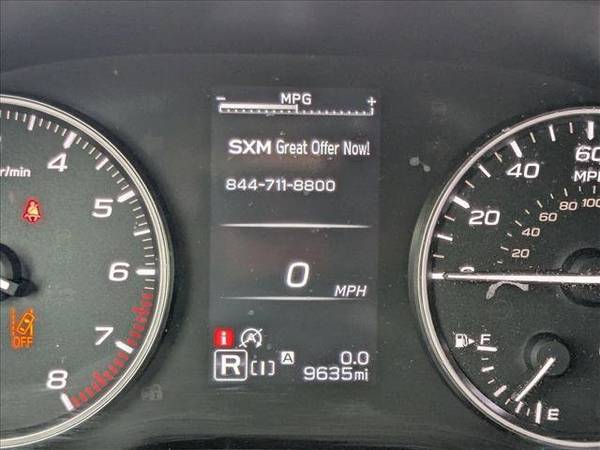 - MPG +
SXM Great Offer Now!
844-711-8800
0 MPH
i A
R [I] A 0.0
9635mi
r/min
4
5
6
7
8
OFF
60
MPH
40
20
0
100
80
60
40
20
F
E